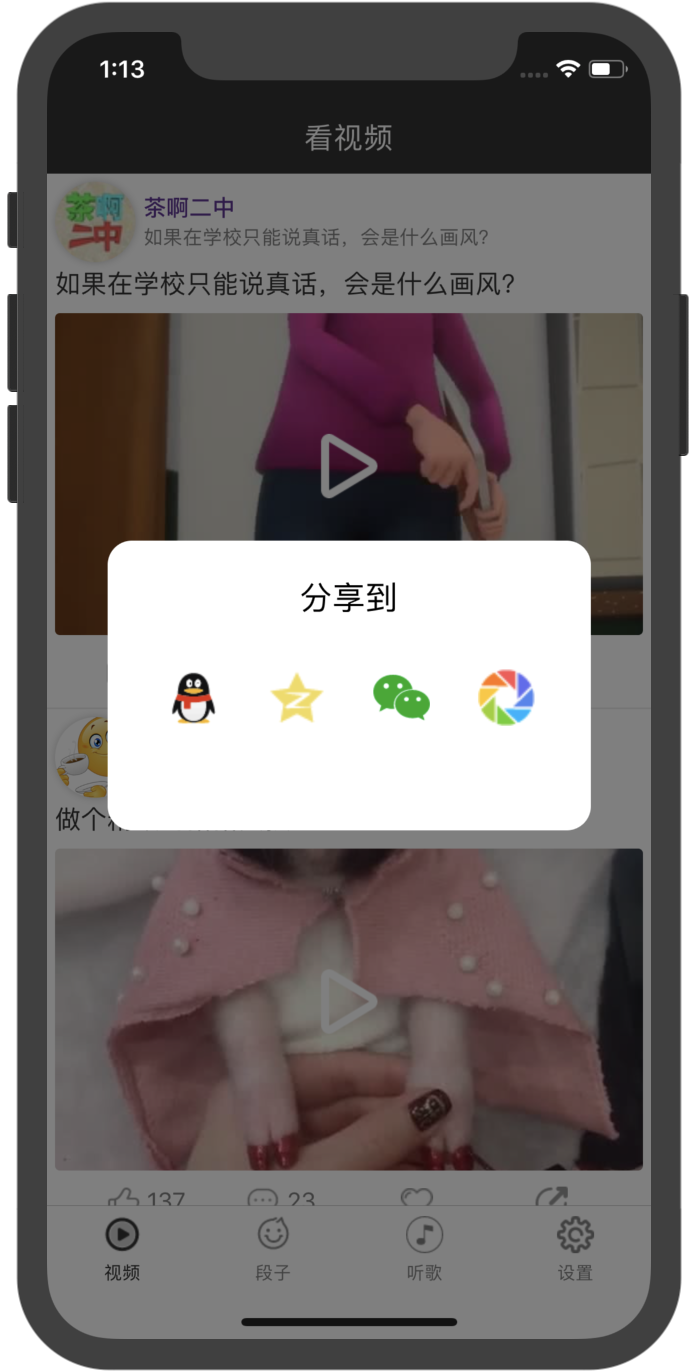 1:13
看视频
茶啊二中
茶啊
二中
如果在学校只能说真话，会是什么画风？
如果在学校只能说真话，会是什么画风？
分享到
做个
137
23
视频
段子
听歌
设置